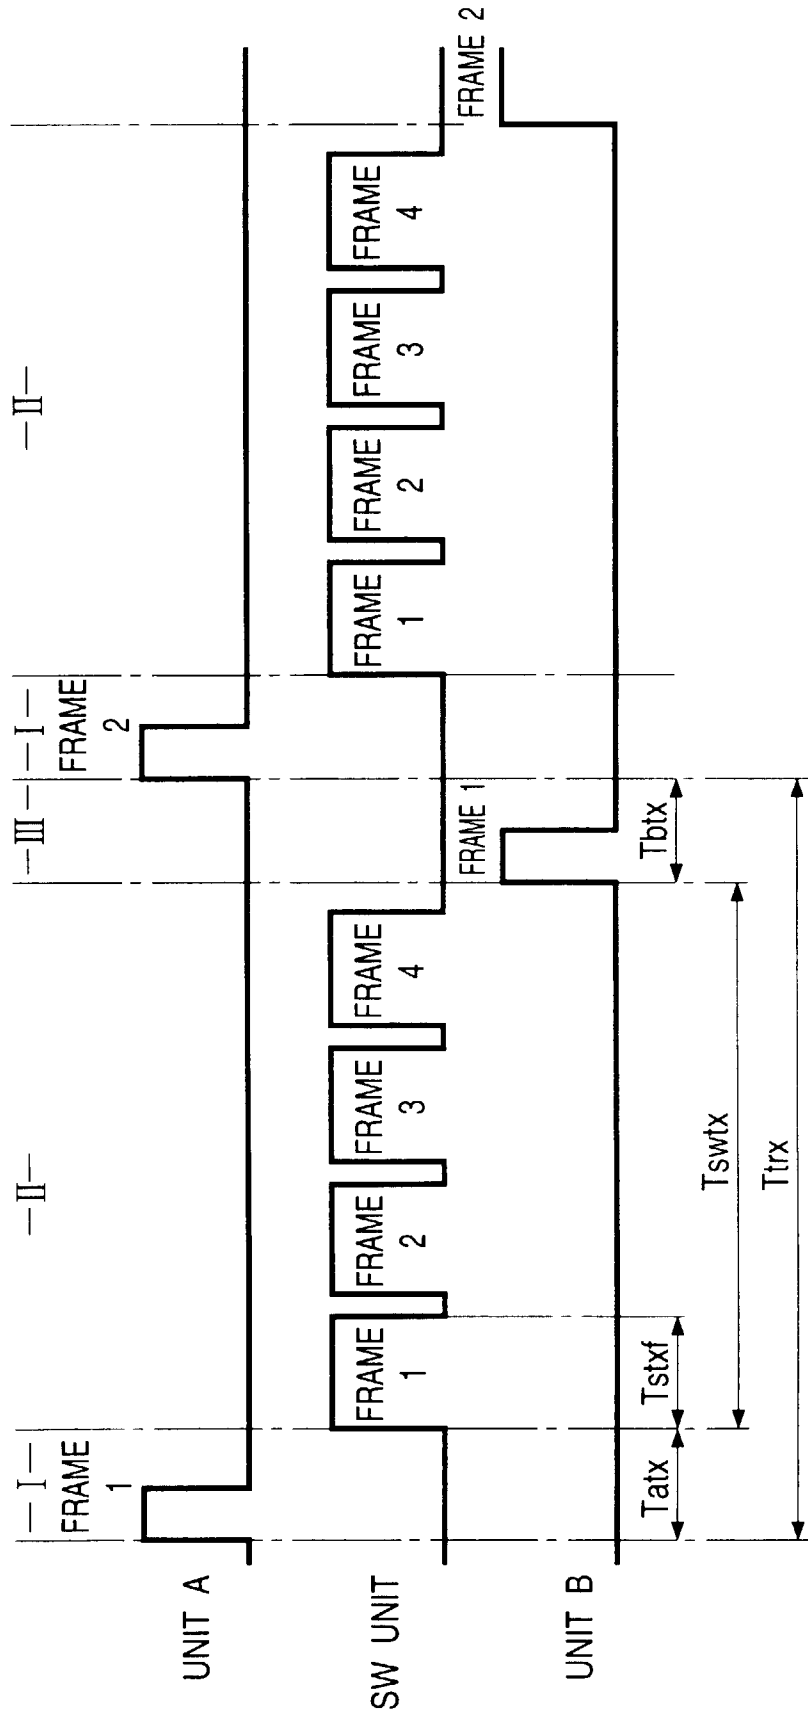 — I —
— II —
— III —
— I —
— II —
UNIT A
FRAME
1
FRAME
2
SW UNIT
FRAME
1
FRAME
2
FRAME
3
FRAME
4
FRAME
1
FRAME
2
FRAME
3
FRAME
4
UNIT B
FRAME 1
FRAME 2
Tatx
Tstxf
Tbtx
Tswtx
Ttrx